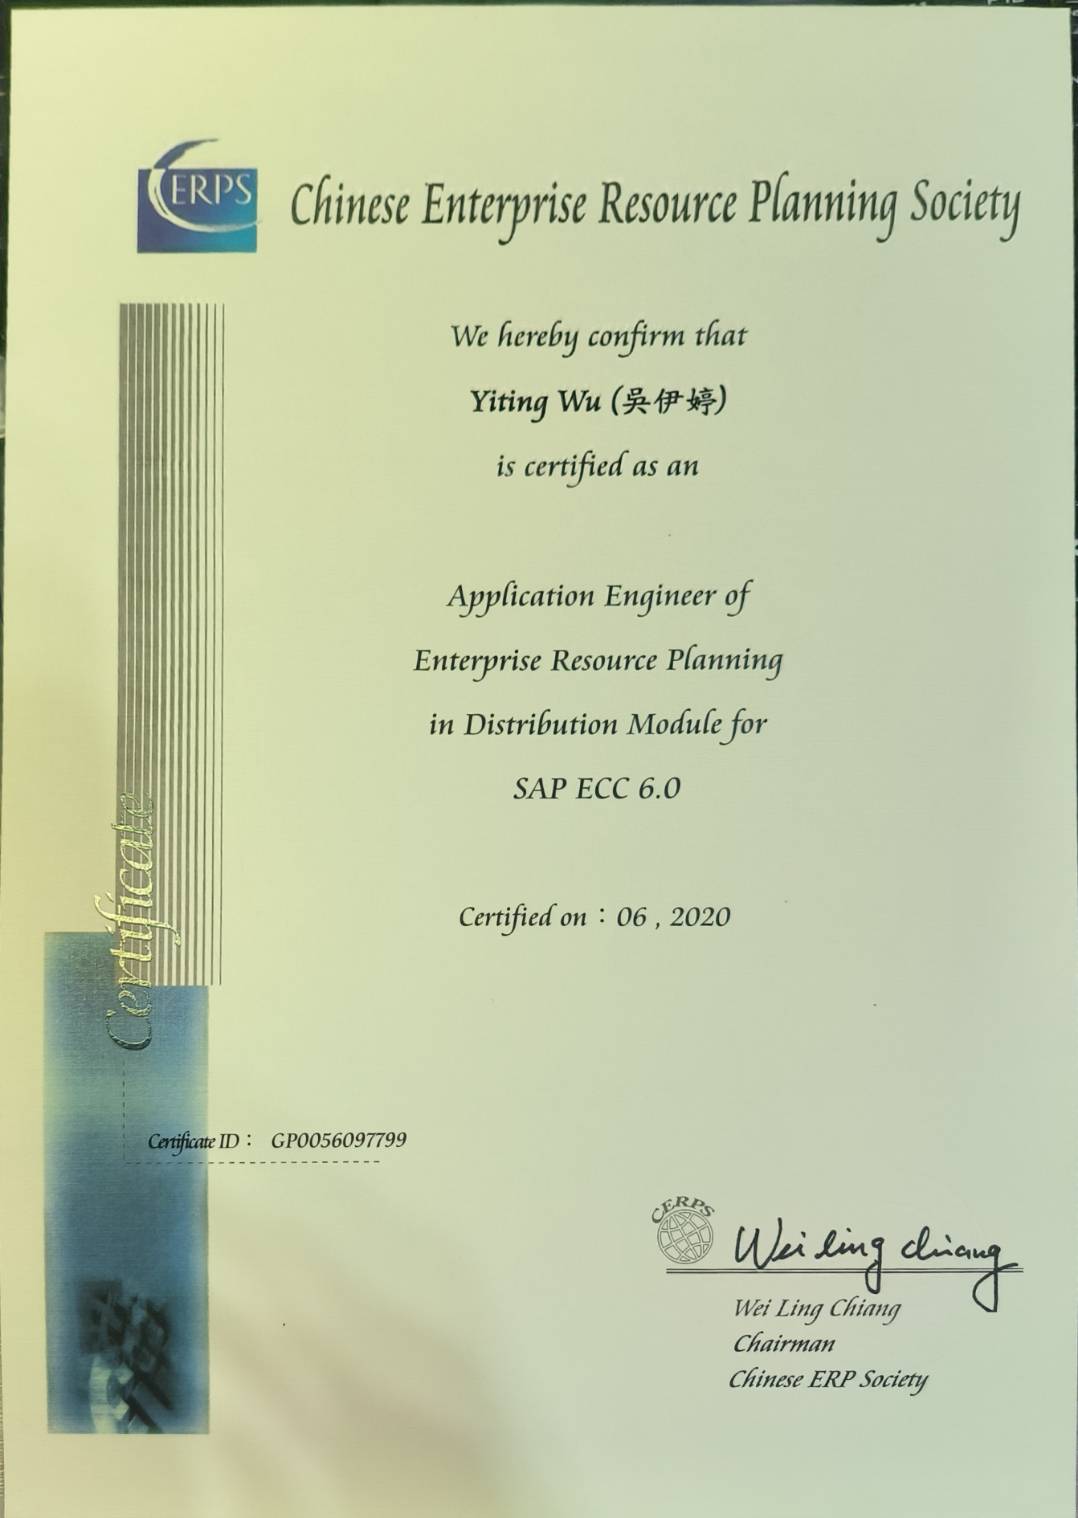 CERPS
Chinese Enterprise Resource Planning Society
We hereby confirm that
Yiting Wu (吳伊婷)
is certified as an
Application Engineer of
Enterprise Resource Planning
in Distribution Module for
SAP ECC 6.0
Certified on：06 , 2020
Certificate
Certificate ID： GP0056097799
CERPS
Wei ling chiang
Wei Ling Chiang
Chairman
Chinese ERP Society